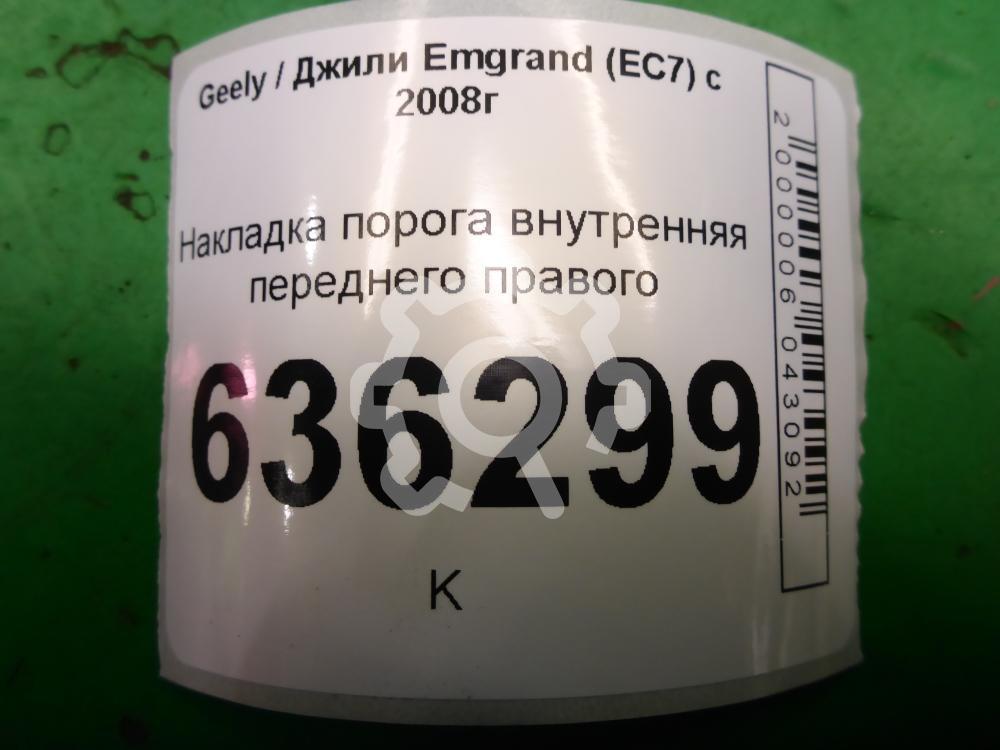 Geely / Джили Emgrand (EC7) с
2008г
Накладка порога внутренняя
переднего правого
636299
К
2000006043092